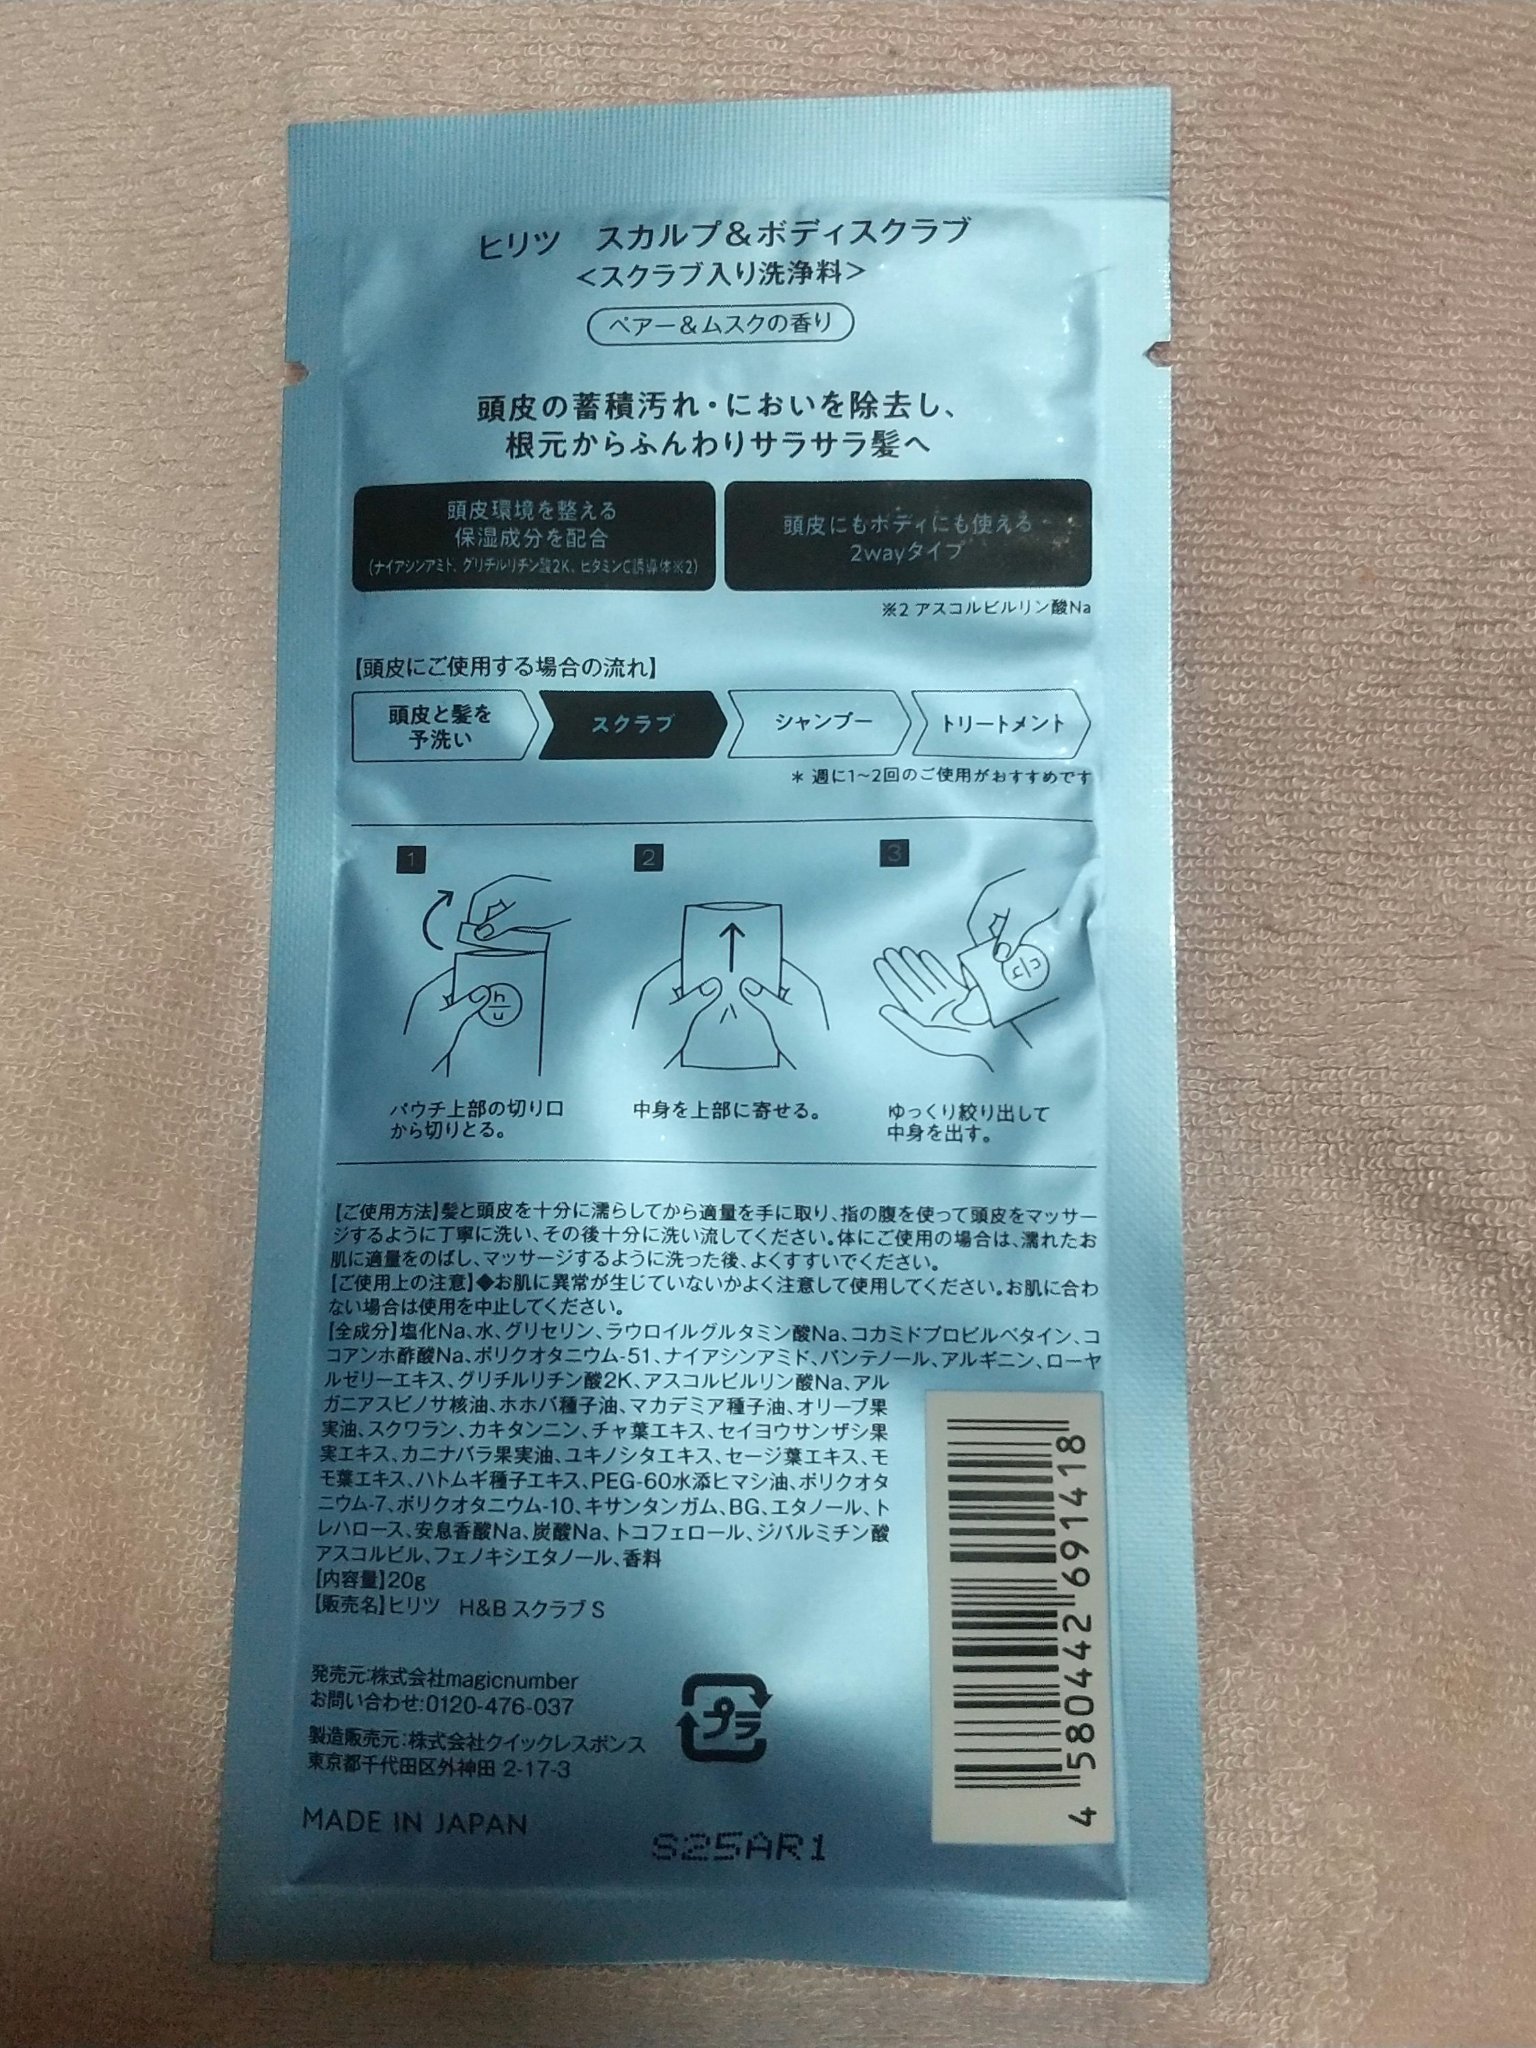 ヒリツ　スカルプ&ボディスクラブ
<スクラブ入り洗浄料>
ペアー&ムスクの香り
頭皮の蓄積汚れ・においを除去し、
根元からふんわりサラサラ髪へ
頭皮環境を整える
保湿成分を配合
(ナイアシンアミド、グリチルリチン酸2K、ビタミンC誘導体※2)
頭皮にもボディにも使える
2wayタイプ
※2 アスコルビルリン酸Na
【頭皮にご使用する場合の流れ】
頭皮と髪を
予洗い
スクラブ
シャンプー
トリートメント
* 週に1~2回のご使用がおすすめです
1
2
3
h/u
パウチ上部の切り口
から切りとる。
中身を上部に寄せる。
ゆっくり絞り出して
中身を出す。
【ご使用方法】髪と頭皮を十分に濡らしてから適量を手に取り、指の腹を使って頭皮をマッサー
ジするように丁寧に洗い、その後十分に洗い流してください。体にご使用の場合は、濡れたお
肌に適量をのばし、マッサージするように洗った後、よくすすいでください。
【ご使用上の注意】◆お肌に異常が生じていないかよく注意して使用してください。お肌に合わ
ない場合は使用を中止してください。
【全成分】塩化Na、水、グリセリン、ラウロイルグルタミン酸Na、コカミドプロピルベタイン、コ
コアンホ酢酸Na、ポリクオタニウム-51、ナイアシンアミド、パンテノール、アルギニン、ローヤ
ルゼリーエキス、グリチルリチン酸2K、アスコルビルリン酸Na、アル
ガニアスピノサ核油、ホホバ種子油、マカデミア種子油、オリーブ果
実油、スクワラン、カキタンニン、チャ葉エキス、セイヨウサンザシ果
実エキス、カニナバラ果実油、ユキノシタエキス、セージ葉エキス、モ
モ葉エキス、ハトムギ種子エキス、PEG-60水添ヒマシ油、ポリクオタ
ニウム-7、ポリクオタニウム-10、キサンタンガム、BG、エタノール、ト
レハロース、安息香酸Na、炭酸Na、トコフェロール、ジパルミチン酸
アスコルビル、フェノキシエタノール、香料
【内容量】20g
【販売名】ヒリツ　H&B スクラブ S
発売元:株式会社magicnumber
お問い合わせ:0120-476-037
製造販売元:株式会社クイックレスポンス
東京都千代田区外神田 2-17-3
プラ
MADE IN JAPAN
S25AR1
4580442691418